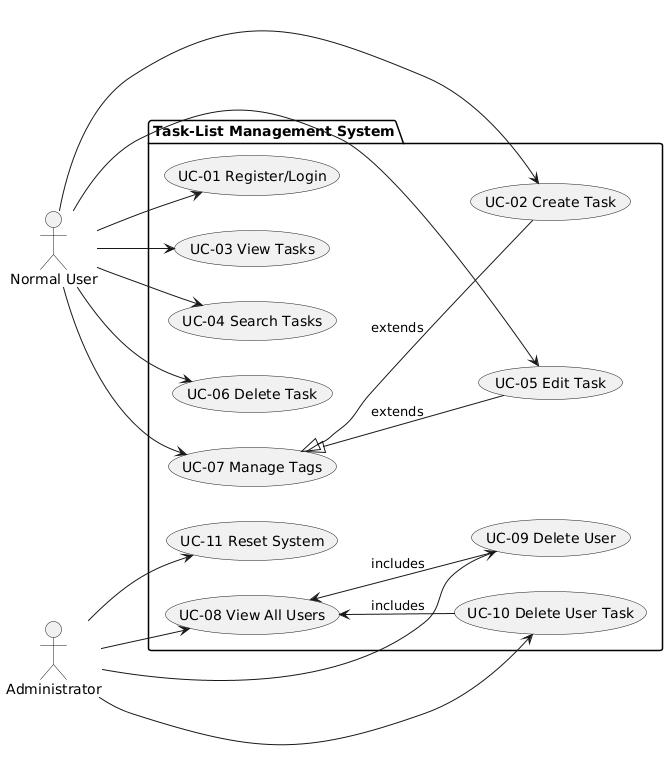 Task-List Management System
UC-01 Register/Login
UC-02 Create Task
UC-03 View Tasks
Normal User
UC-04 Search Tasks
extends
UC-05 Edit Task
UC-06 Delete Task
extends
UC-07 Manage Tags
UC-09 Delete User
UC-11 Reset System
includes
includes
UC-08 View All Users
UC-10 Delete User Task
Administrator